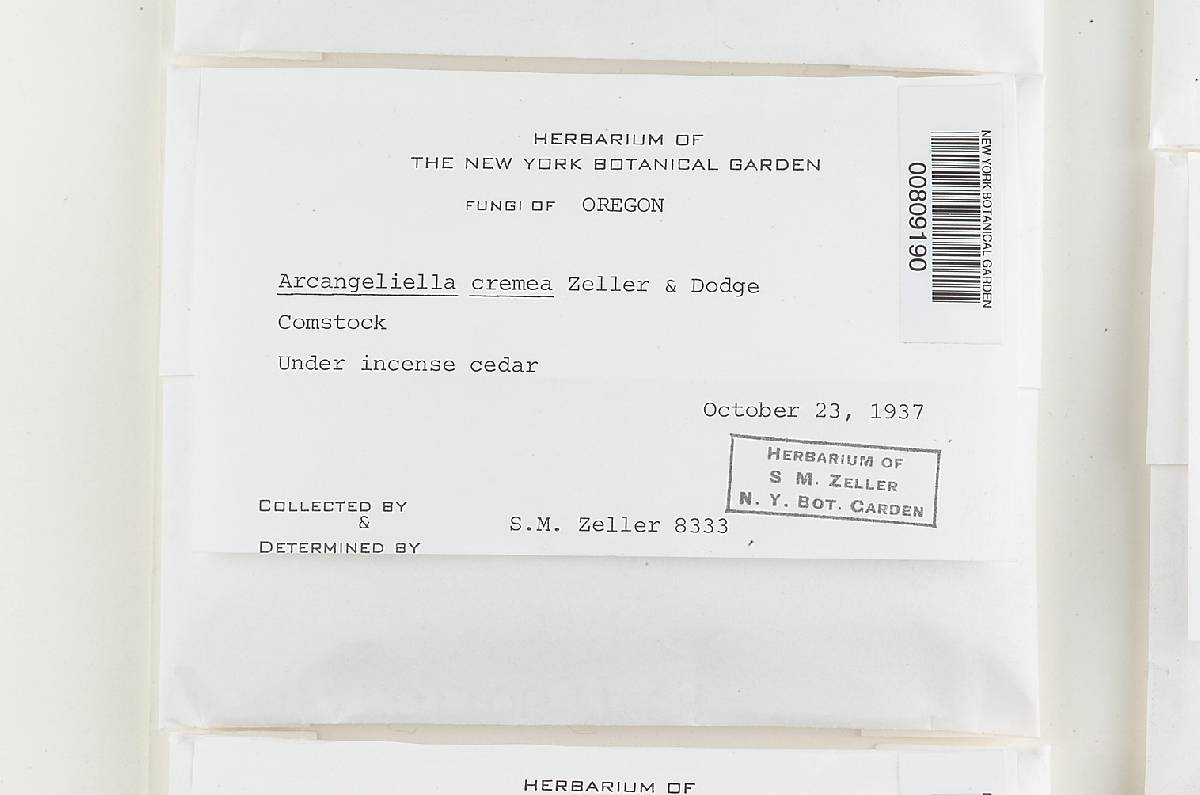 HERBARIUM OF
THE NEW YORK BOTANICAL GARDEN
FUNGI OF OREGON
Arcangeliella cremea Zeller & Dodge
Comstock
Under incense cedar
October 23, 1937
HERBARIUM OF
S M. ZELLER
N. Y. BOT. GARDEN
COLLECTED BY
&
DETERMINED BY
S.M. Zeller 8333
NEW YORK BOTANICAL GARDEN
00809190
HERBARIUM OF